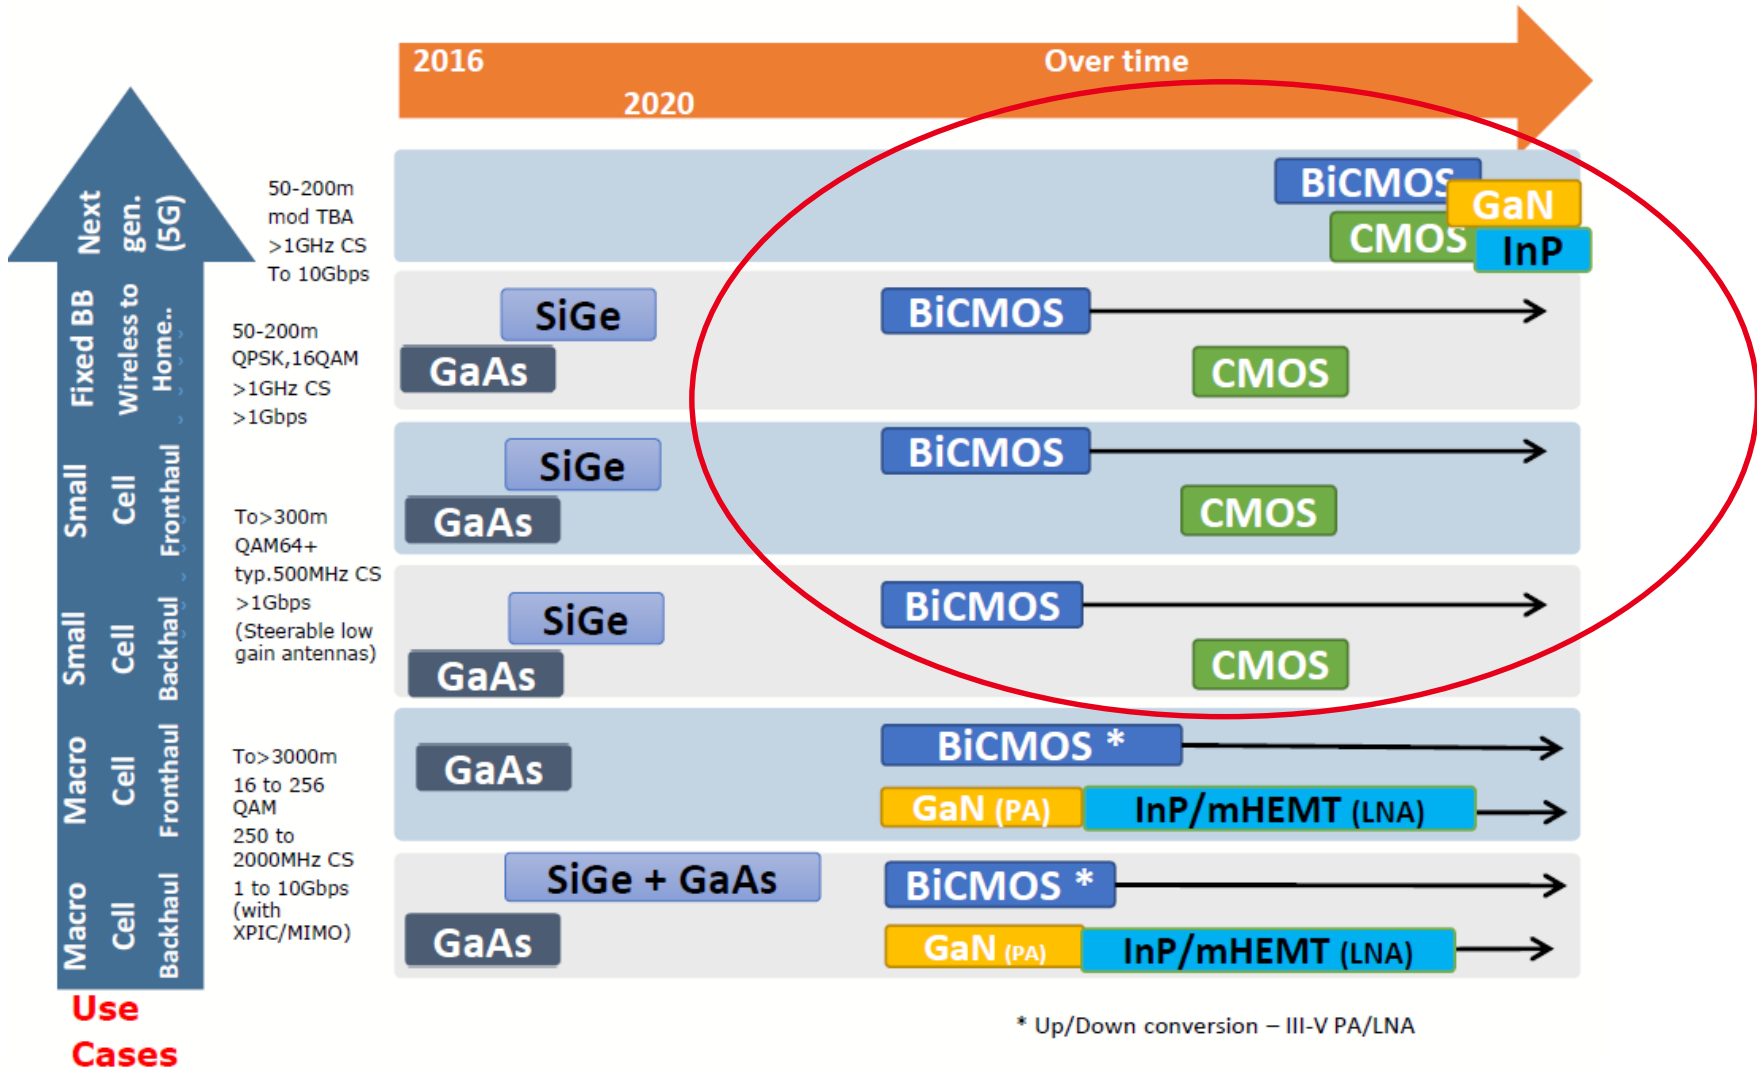 2016
Over time
2020
Next
gen.
(5G)
50-200m
mod TBA
>1GHz CS
To 10Gbps
BiCMOS
GaN
CMOS
InP
Fixed BB
Wireless to
Home..
50-200m
QPSK,16QAM
>1GHz CS
>1Gbps
SiGe
GaAs
BiCMOS
CMOS
Small
Cell
Fronthaul
SiGe
GaAs
BiCMOS
CMOS
To>300m
QAM64+
typ.500MHz CS
>1Gbps
(Steerable low
gain antennas)
Small
Cell
Backhaul
SiGe
GaAs
BiCMOS
CMOS
Macro
Cell
Fronthaul
GaAs
BiCMOS *
GaN (PA)
InP/mHEMT (LNA)
To>3000m
16 to 256
QAM
250 to
2000MHz CS
1 to 10Gbps
(with
XPIC/MIMO)
Macro
Cell
Backhaul
SiGe + GaAs
GaAs
BiCMOS *
GaN (PA)
InP/mHEMT (LNA)
Use
Cases
* Up/Down conversion – III-V PA/LNA